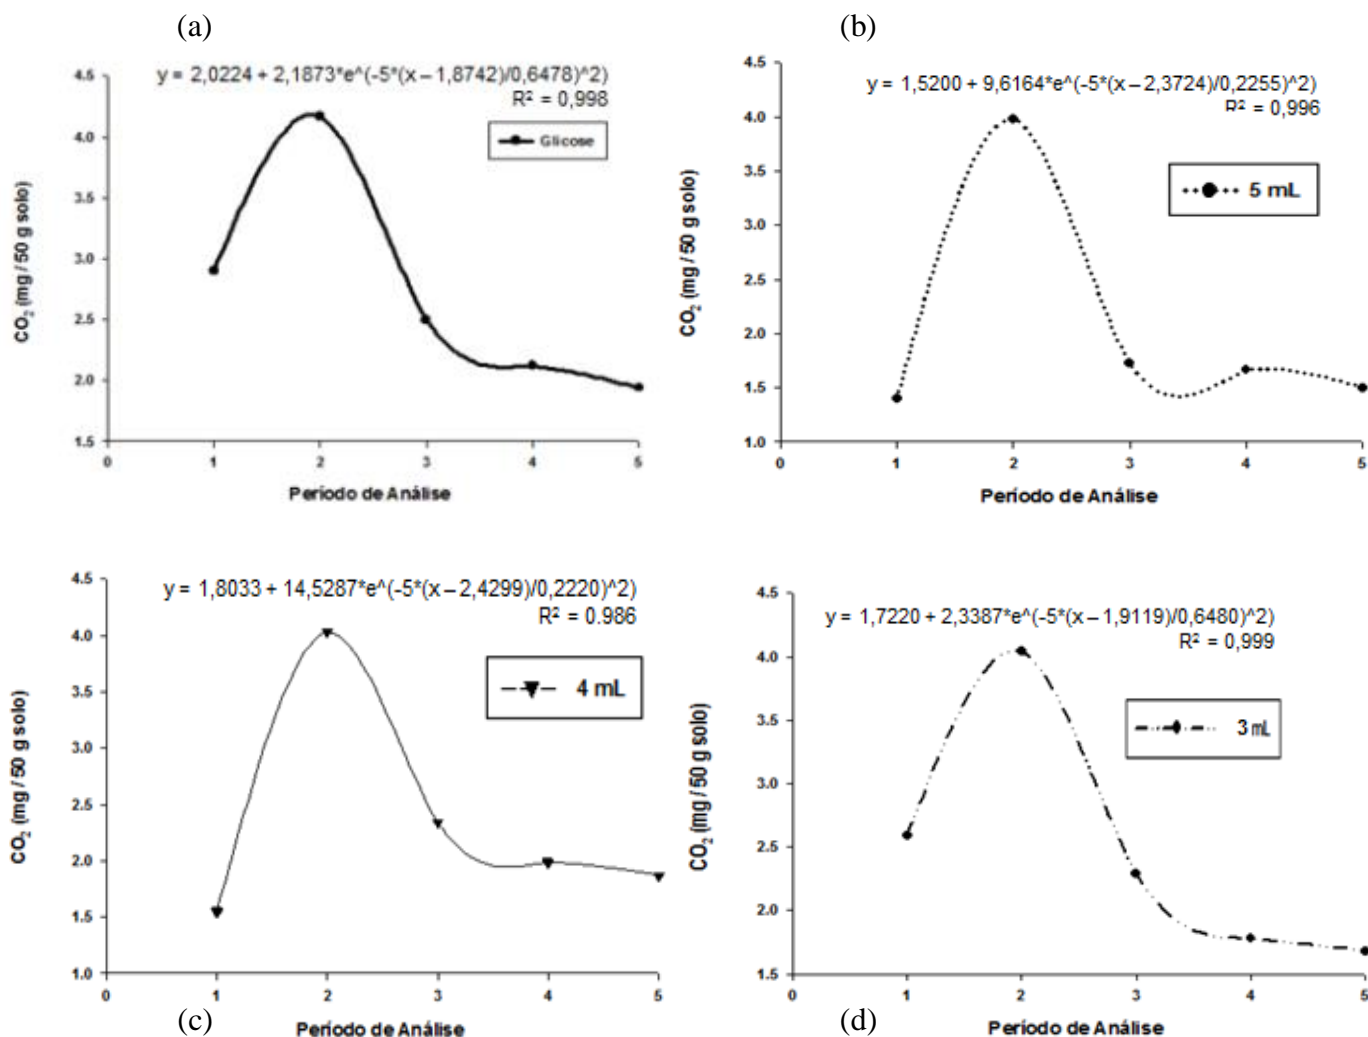 (a)
y = 2,0224 + 2,1873*e^(-5*(x – 1,8742)/0,6478)^2)
R² = 0,998
Glicose
4.5
4.0
3.5
3.0
2.5
2.0
1.5
CO₂ (mg / 50 g solo)
0 1 2 3 4 5
Período de Análise
(b)
y = 1,5200 + 9,6164*e^(-5*(x – 2,3724)/0,2255)^2)
R² = 0,996
5 mL
4.5
4.0
3.5
3.0
2.5
2.0
1.5
1.0
CO₂ (mg / 50 g solo)
0 1 2 3 4 5
Período de Análise
y = 1,8033 + 14,5287*e^(-5*(x – 2,4299)/0,2220)^2)
R² = 0.986
4 mL
4.5
4.0
3.5
3.0
2.5
2.0
1.5
1.0
CO₂ (mg / 50 g solo)
0 1 2 3 4 5
(c)
Período de Análise
y = 1,7220 + 2,3387*e^(-5*(x – 1,9119)/0,6480)^2)
R² = 0,999
3 mL
4.5
4.0
3.5
3.0
2.5
2.0
1.5
CO₂ (mg / 50 g solo)
0 1 2 3 4 5
(d)
Período de Análise